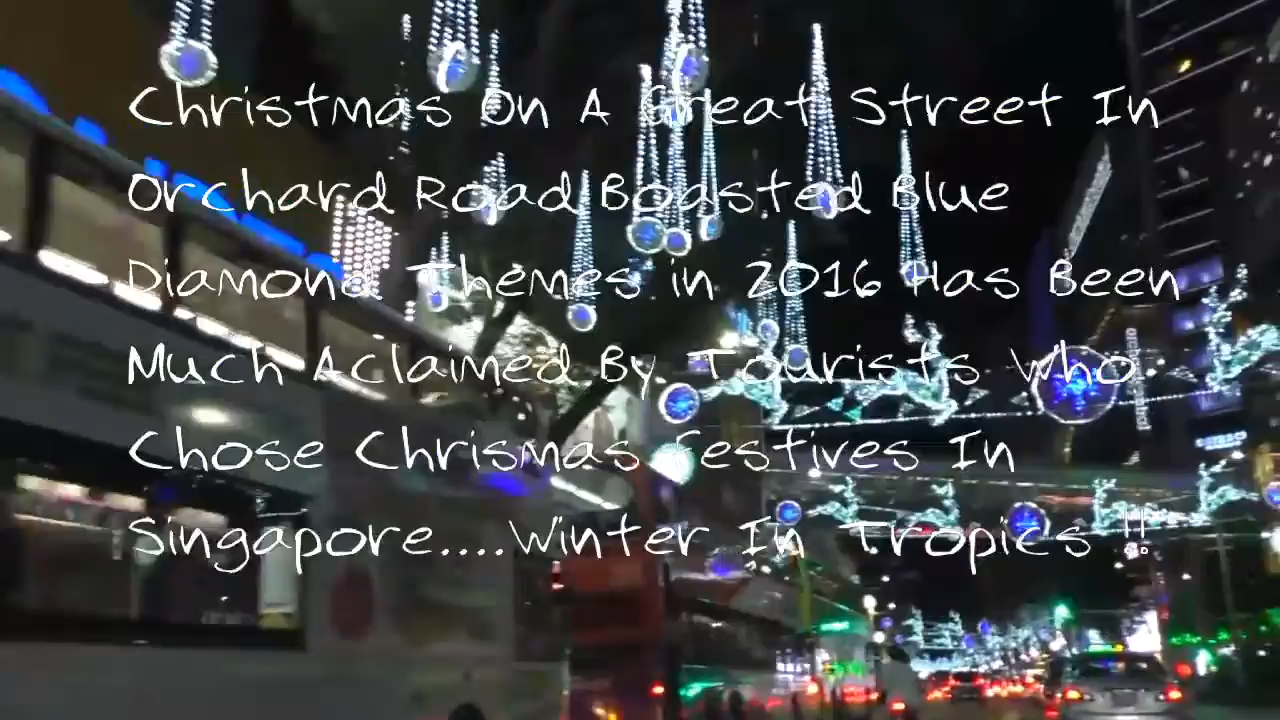 Christmas On A Great Street In
Orchard Road Boasted Blue
Diamond Themes in 2016 Has Been
Much Aclaimed By Tourists Who
Chose Chrismas Festives In
Singapore....Winter In Tropics !!